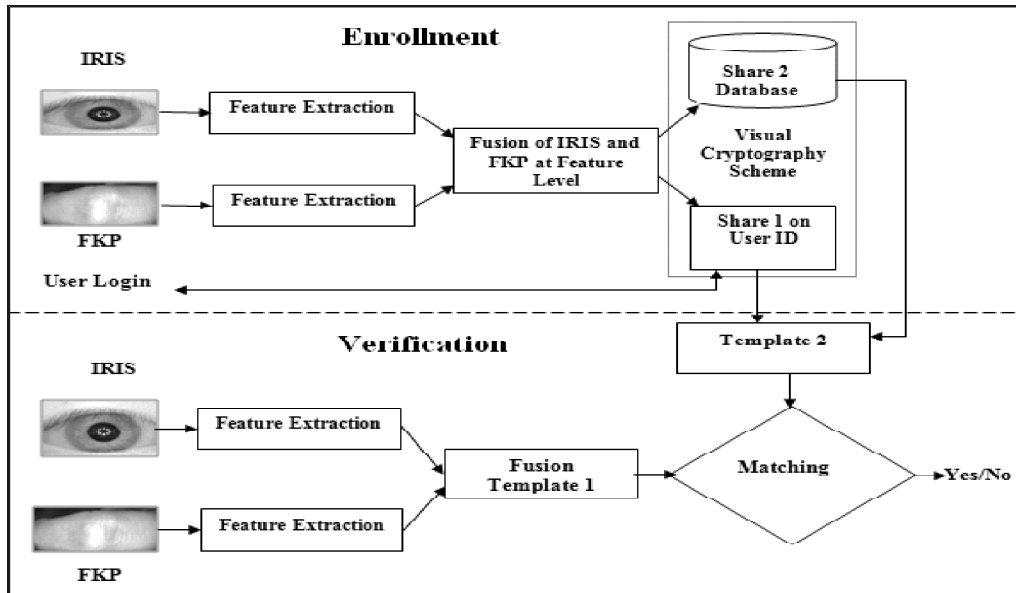 Enrollment
IRIS
Feature Extraction
Fusion of IRIS and
FKP at Feature
Level
Share 2
Database
Visual
Cryptography
Scheme
Feature Extraction
FKP
Share 1 on
User ID
User Login
Verification
Template 2
IRIS
Feature Extraction
Fusion
Template 1
Matching
Yes/No
Feature Extraction
FKP